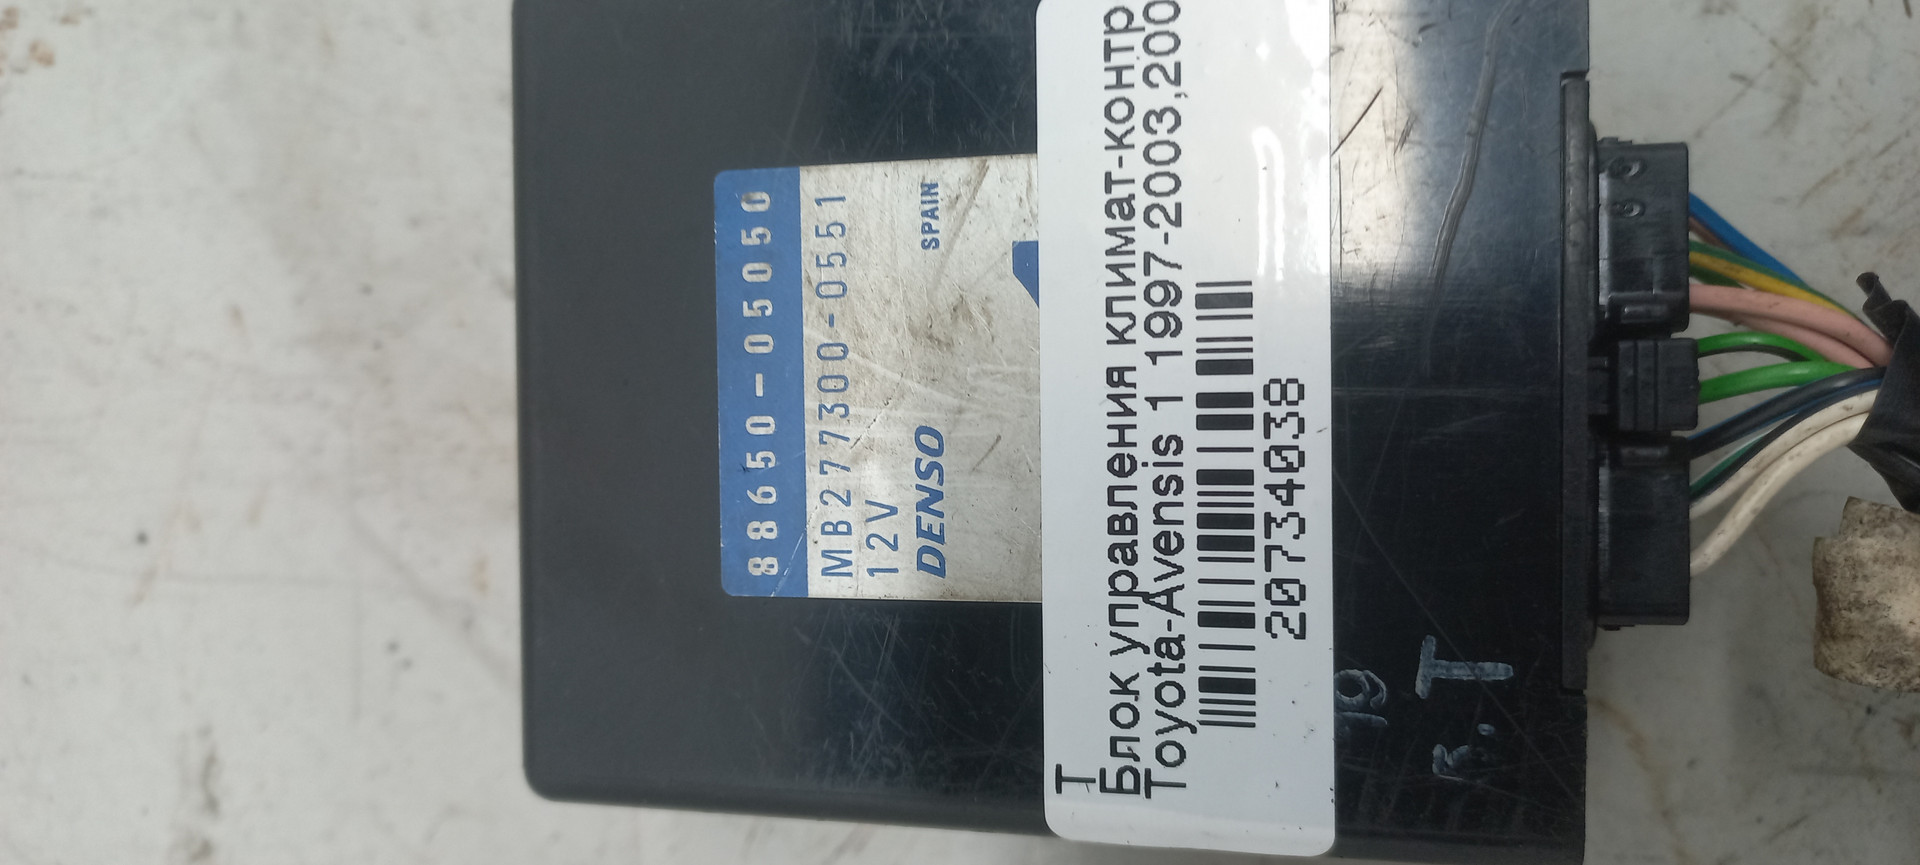 88650-05050
MB277300-0551
12V
DENSO SPAIN
T
Блок управления климат-контр
Toyota-Avensis 1 1997-2003,200
20734038